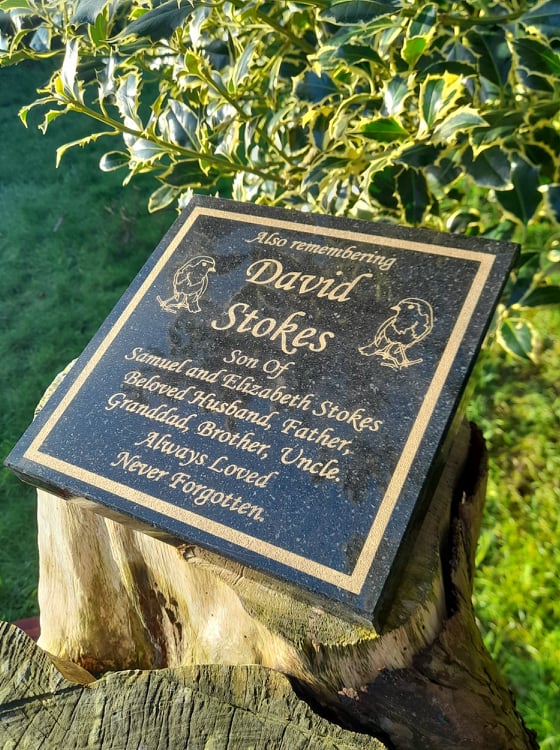 Also remembering
David
Stokes
Son Of
Samuel and Elizabeth Stokes
Beloved Husband, Father,
Granddad, Brother, Uncle.
Always Loved
Never Forgotten.